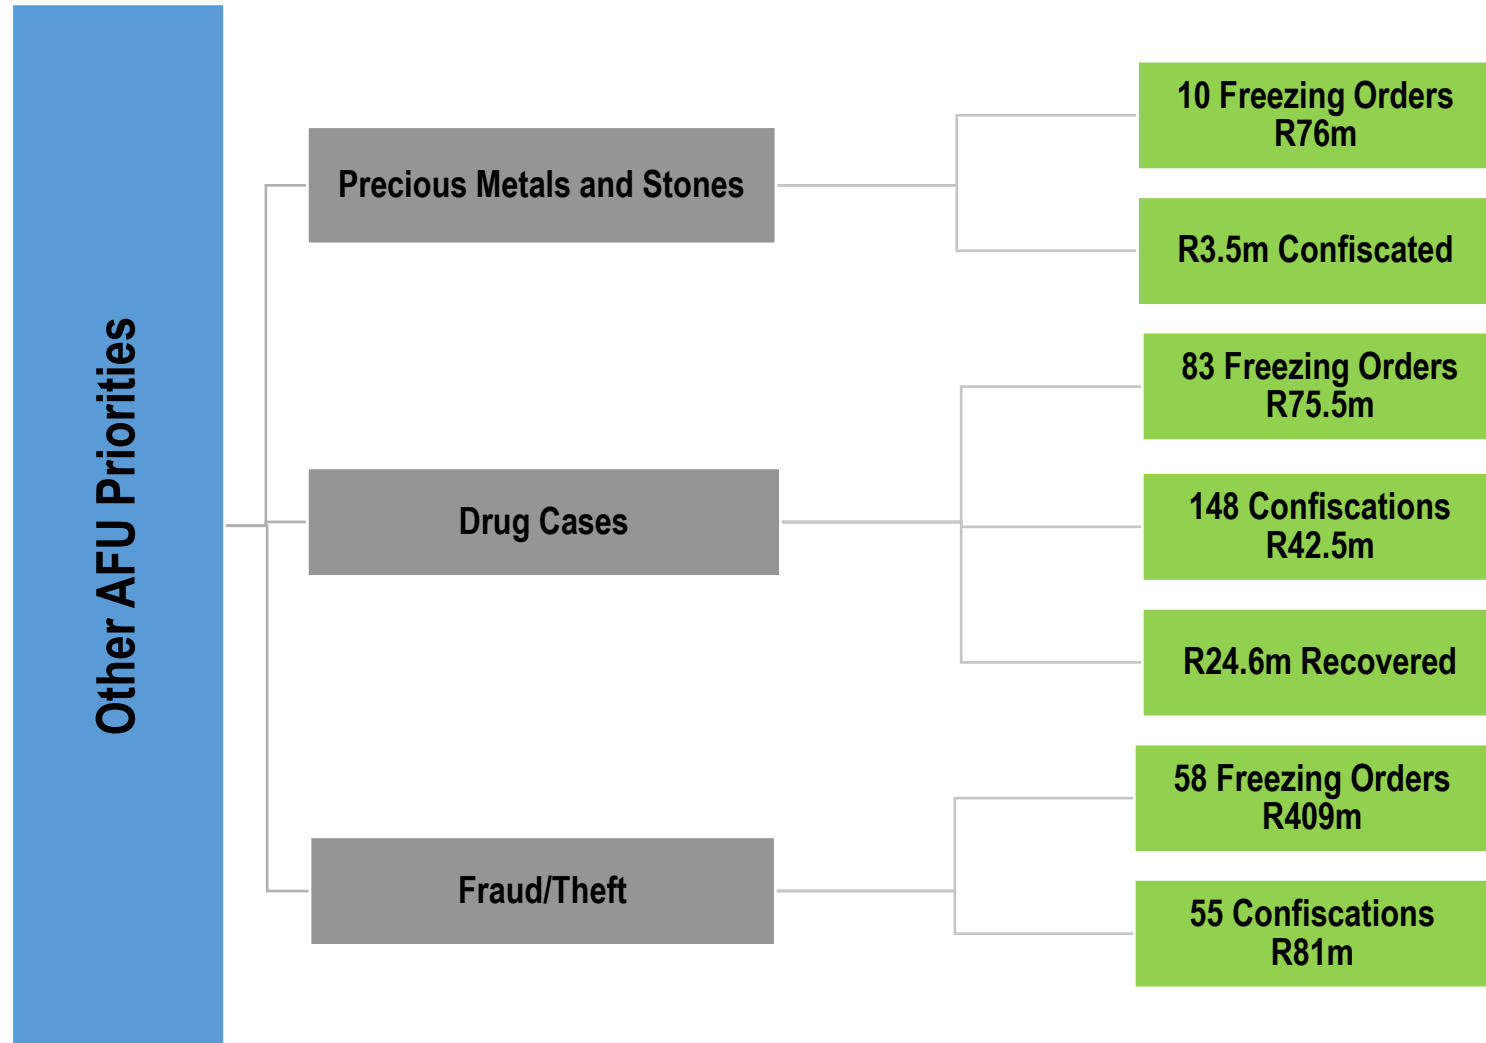 Other AFU Priorities
Precious Metals and Stones
10 Freezing Orders
R76m
R3.5m Confiscated
Drug Cases
83 Freezing Orders
R75.5m
148 Confiscations
R42.5m
R24.6m Recovered
Fraud/Theft
58 Freezing Orders
R409m
55 Confiscations
R81m